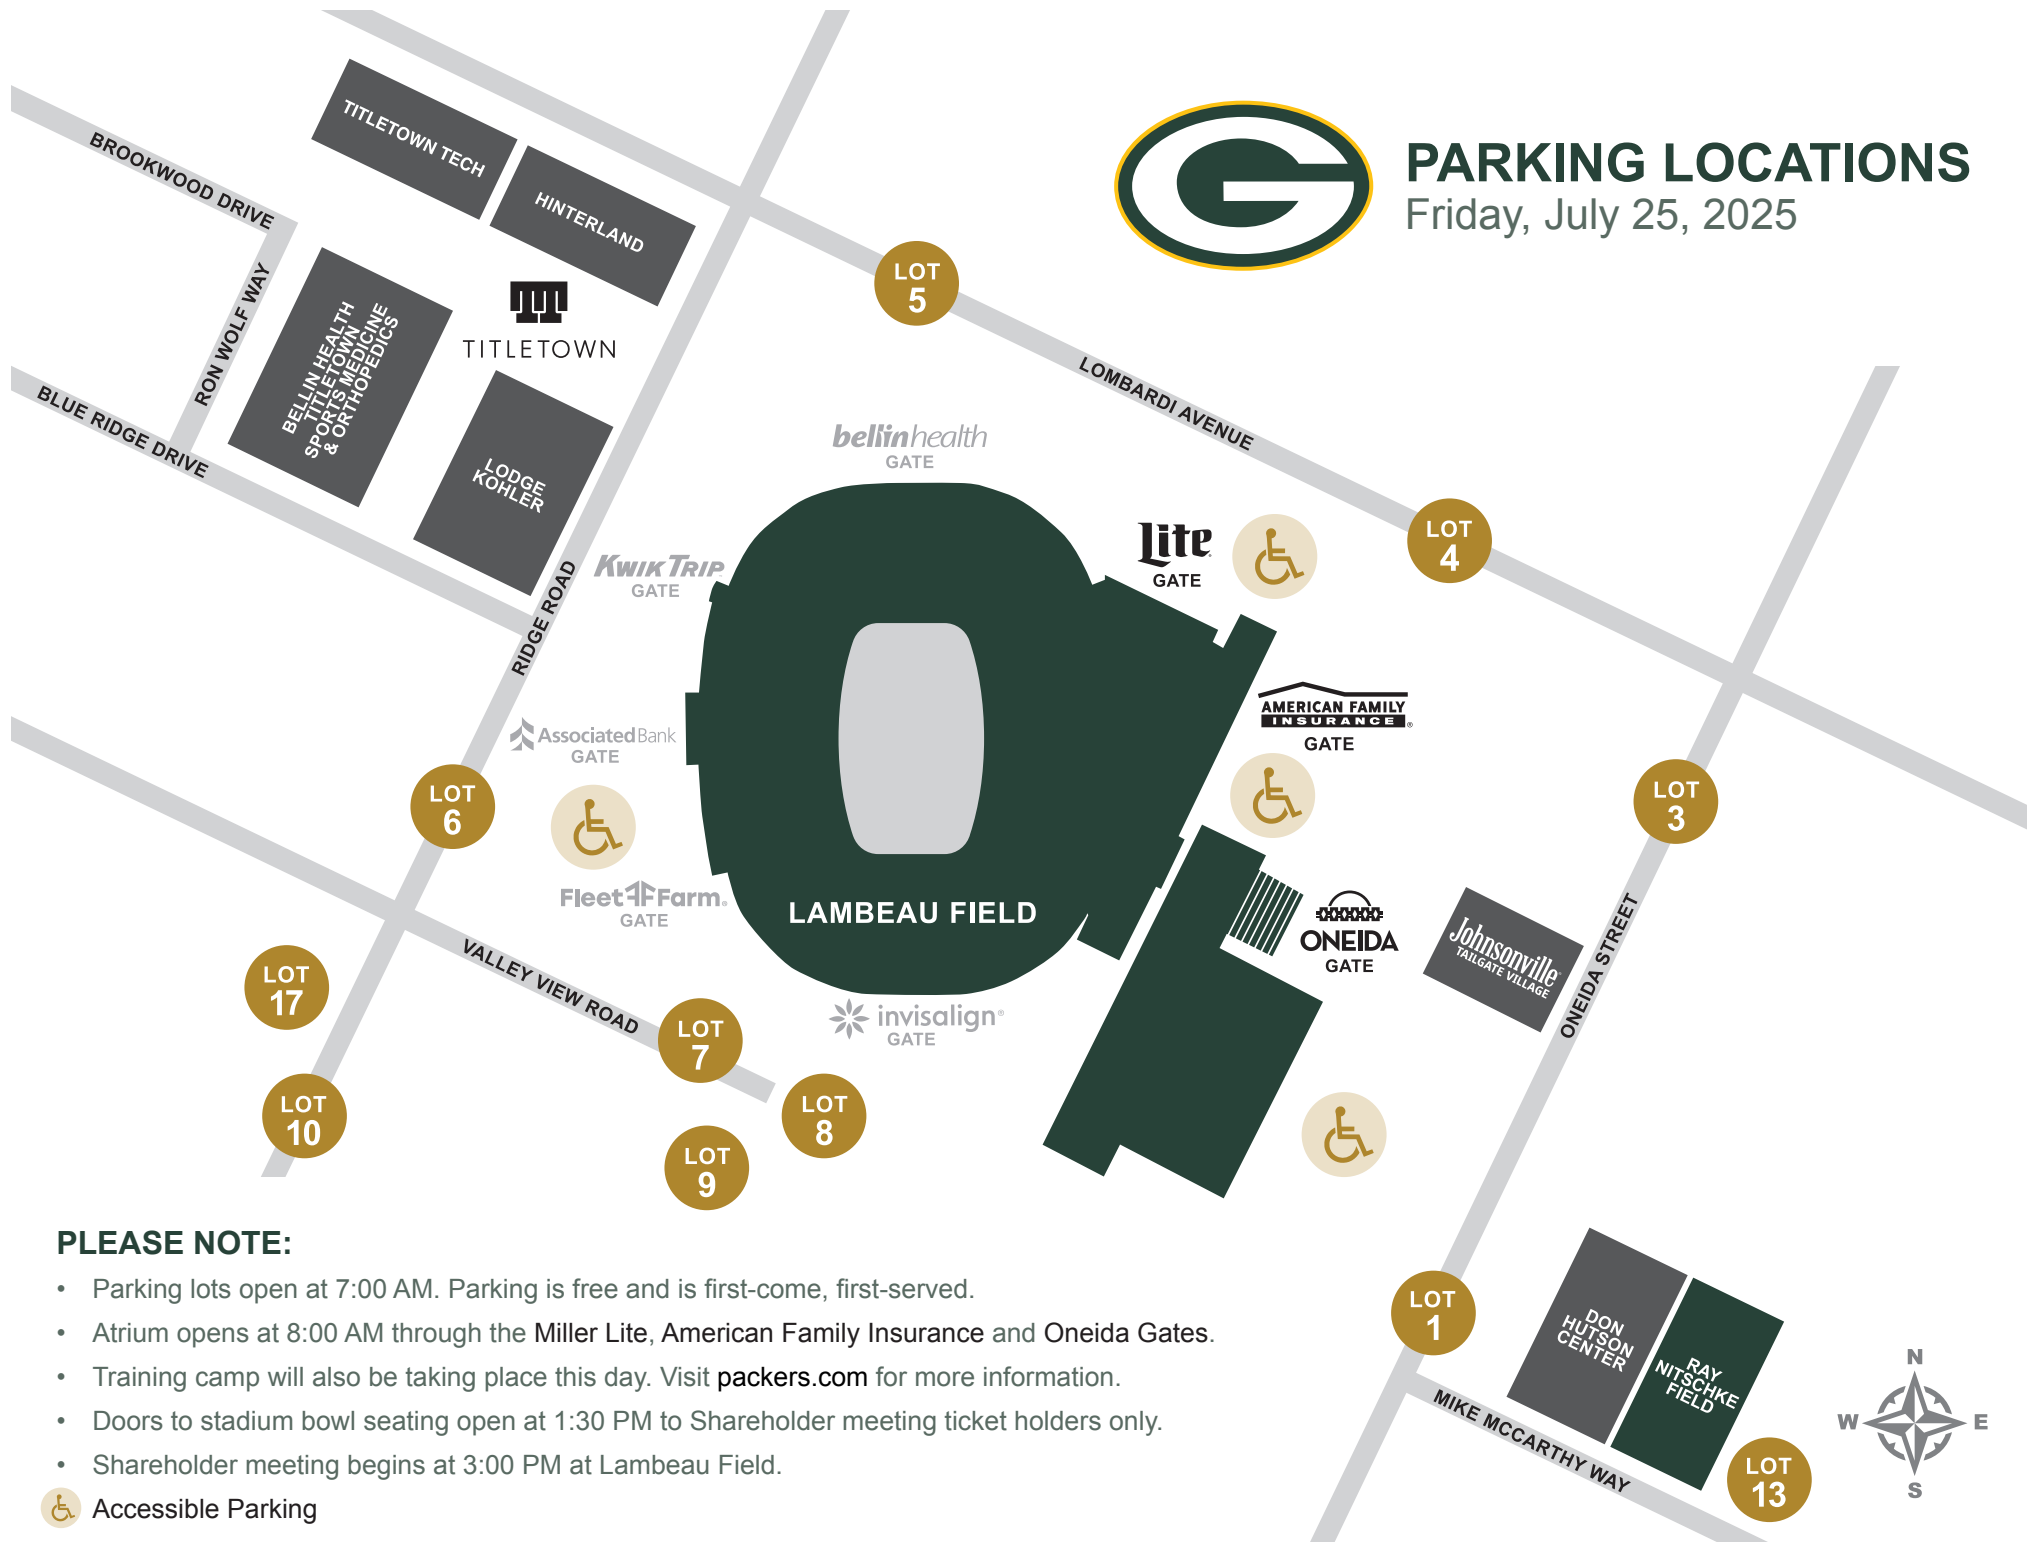 PARKING LOCATIONS
Friday, July 25, 2025
TITLETOWN TECH
HINTERLAND
BROOKWOOD DRIVE
RON WOLF WAY
BLUE RIDGE DRIVE
BELLIN HEALTH
TITLETOWN
SPORTS MEDICINE
& ORTHOPEDICS
TITLETOWN
LODGE
KOHLER
RIDGE ROAD
LOT
5
LOMBARDI AVENUE
LOT
4
bellinhealth
GATE
Lite
GATE
KWIK TRIP
GATE
AMERICAN FAMILY
INSURANCE®
GATE
Associated Bank
GATE
LOT
6
LOT
3
Fleet Farm®
GATE
LAMBEAU FIELD
ONEIDA
GATE
Johnsonville
TAILGATE VILLAGE
ONEIDA STREET
VALLEY VIEW ROAD
invisalign®
GATE
LOT
17
LOT
7
LOT
10
LOT
8
LOT
9
LOT
1
DON
HUTSON
CENTER
RAY
NITSCHKE
FIELD
MIKE MCCARTHY WAY
LOT
13
N
W
E
S
PLEASE NOTE:
• Parking lots open at 7:00 AM. Parking is free and is first-come, first-served.
• Atrium opens at 8:00 AM through the Miller Lite, American Family Insurance and Oneida Gates.
• Training camp will also be taking place this day. Visit packers.com for more information.
• Doors to stadium bowl seating open at 1:30 PM to Shareholder meeting ticket holders only.
• Shareholder meeting begins at 3:00 PM at Lambeau Field.
Accessible Parking